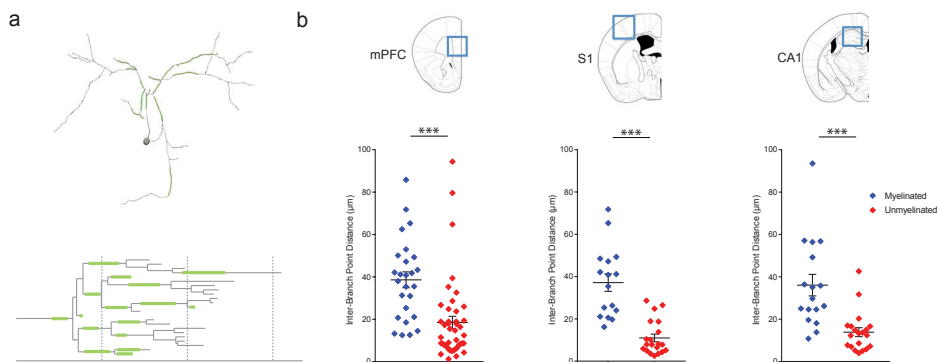 a
b
mPFC
S1
CA1
***
***
***
Inter-Branch Point Distance (µm)
100
80
60
40
20
0
Inter-Branch Point Distance (µm)
100
80
60
40
20
0
Inter-Branch Point Distance (µm)
100
80
60
40
20
0
Myelinated
Unmyelinated